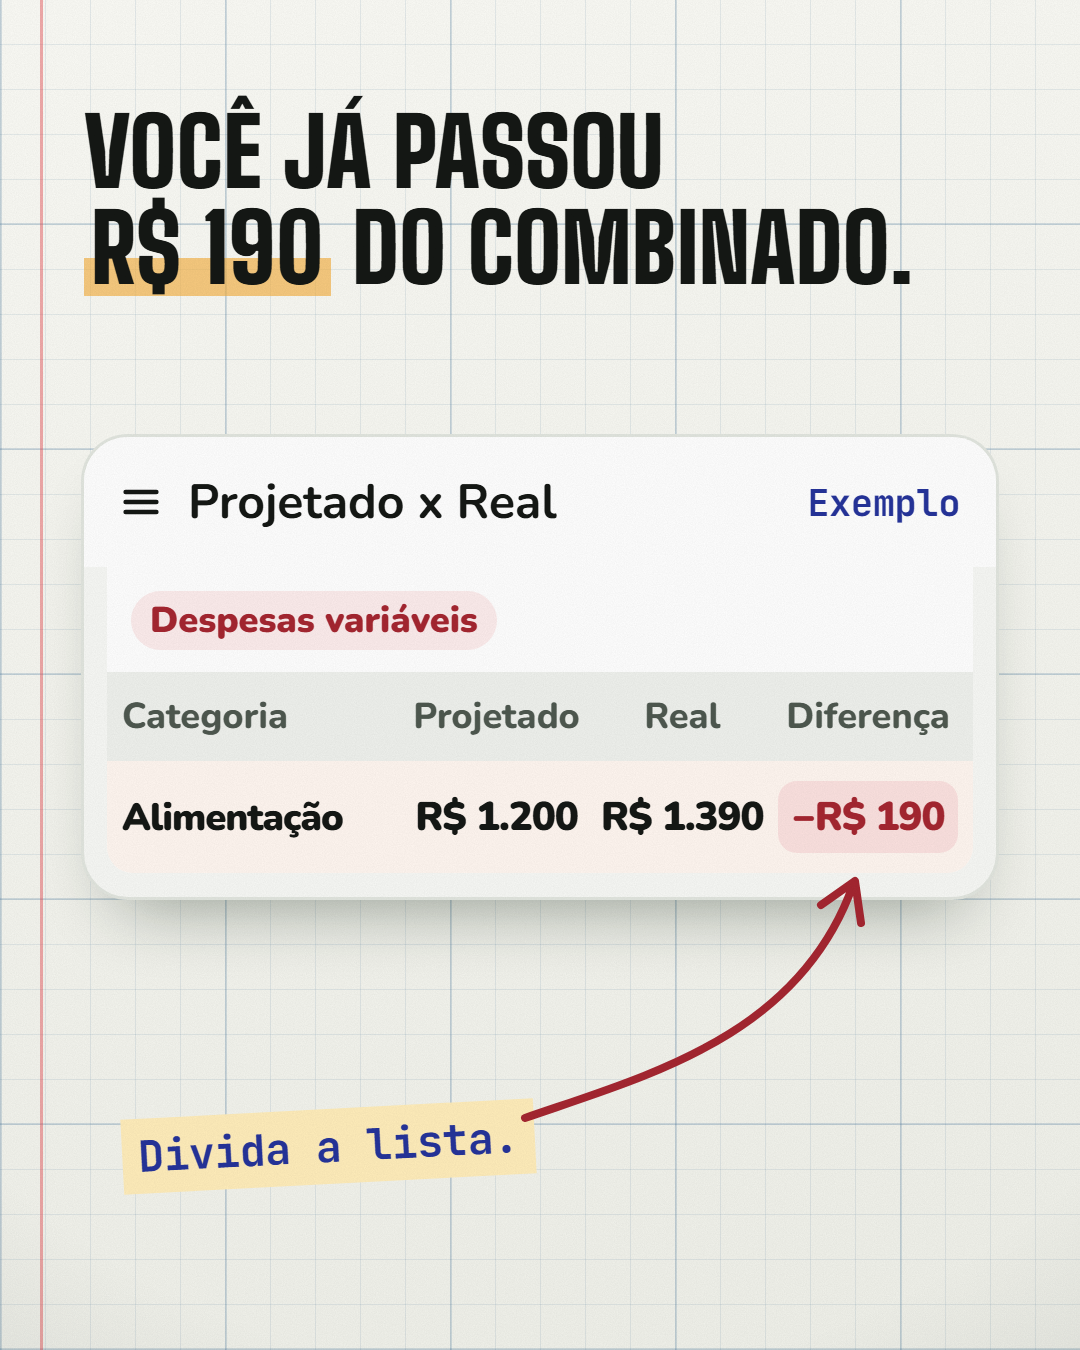 VOCÊ JÁ PASSOU
R$ 190 DO COMBINADO.
Projetado x Real
Exemplo
Despesas variáveis
Categoria Projetado Real Diferença
Alimentação R$ 1.200 R$ 1.390 –R$ 190
Divida a lista.